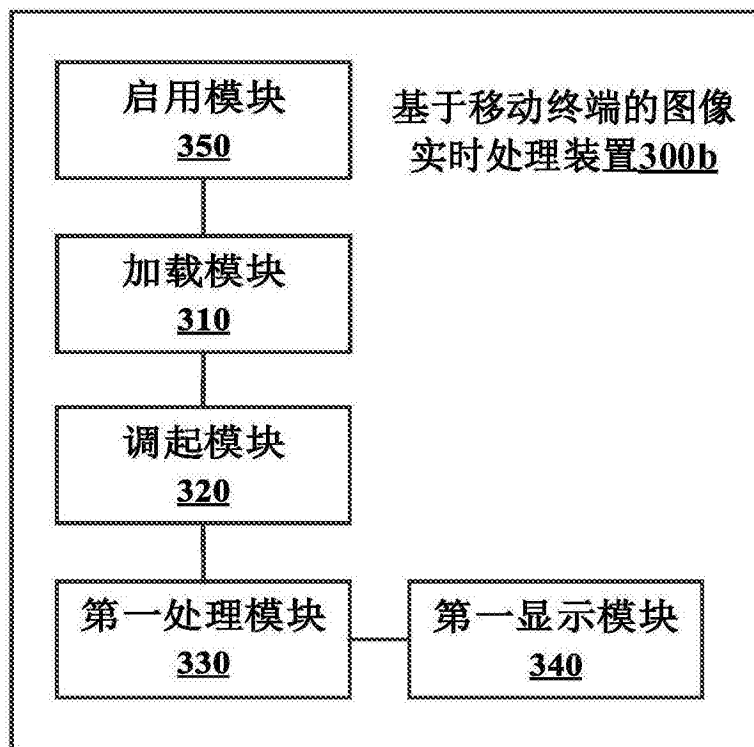 启用模块
350
基于移动终端的图像
实时处理装置300b
加载模块
310
调起模块
320
第一处理模块
330
第一显示模块
340